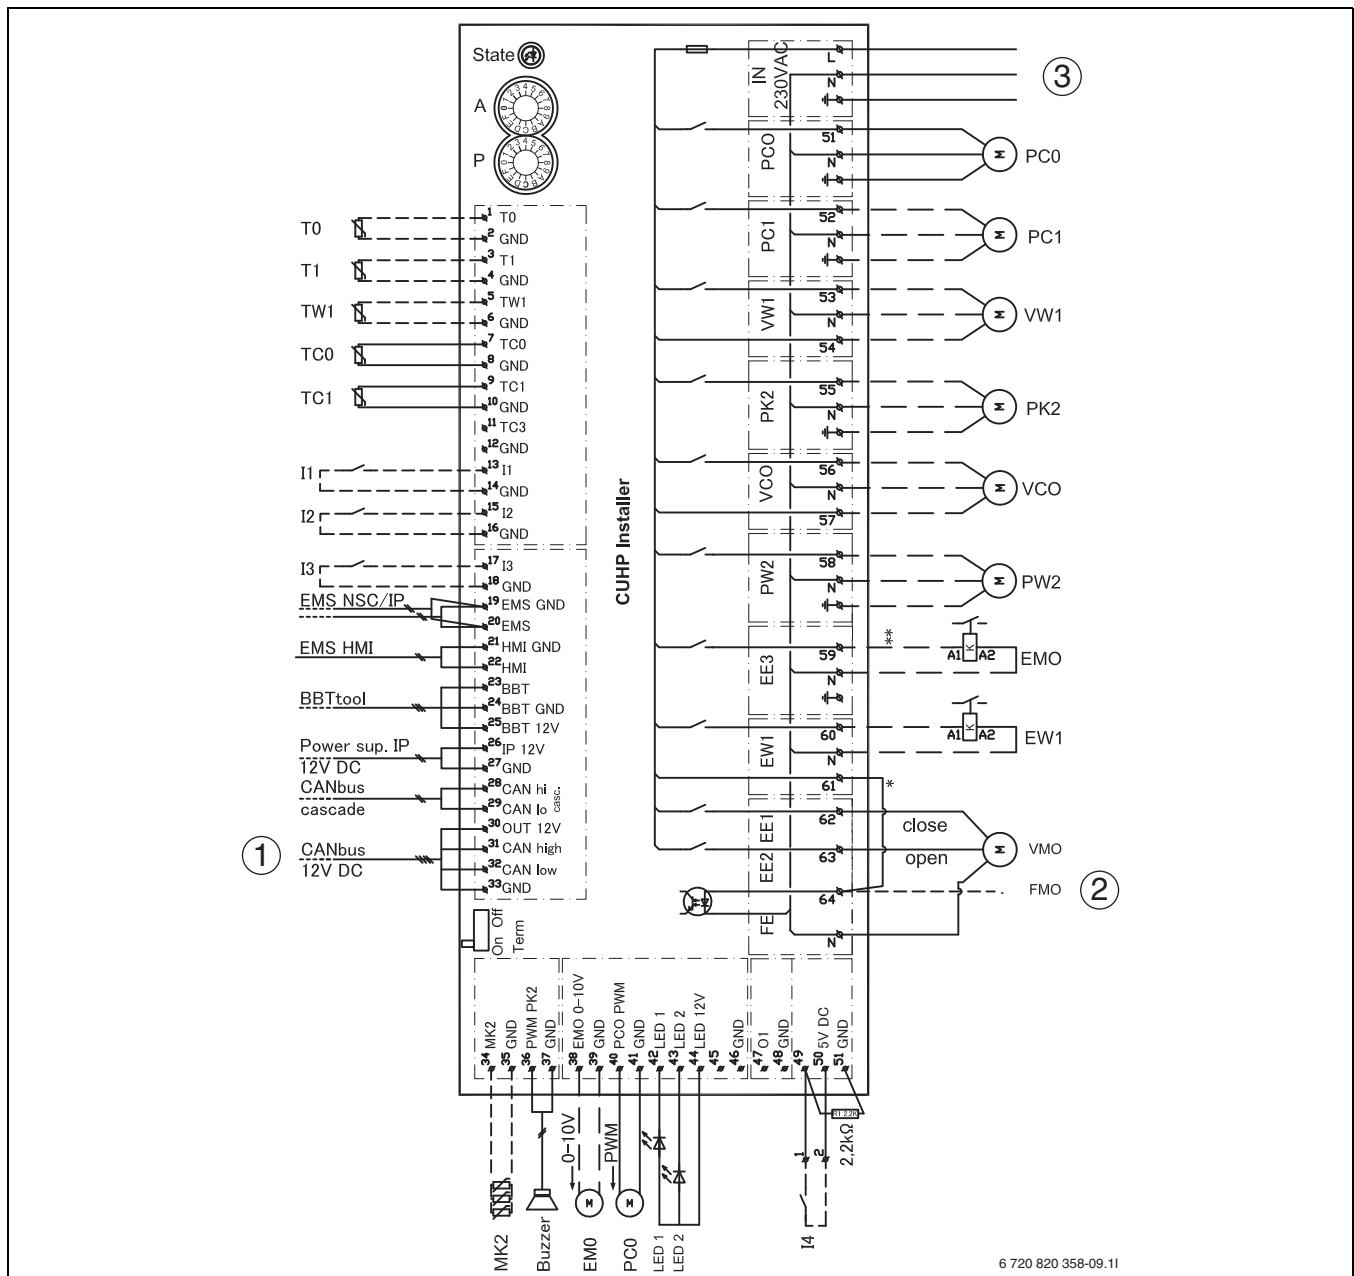 State
A
P
CUHP Installer
T0
1 T0
2 GND
T1
3 T1
4 GND
TW1
5 TW1
6 GND
TC0
7 TC0
8 GND
TC1
9 TC1
10 GND
11 TC3
12 GND
I1
13 I1
14 GND
I2
15 I2
16 GND
I3
17 I3
18 GND
EMS NSC/IP
19 EMS GND
20 EMS
EMS HMI
21 HMI GND
22 HMI
BBTtool
23 BBT
24 BBT GND
25 BBT 12V
Power sup. IP
12V DC
26 IP 12V
27 GND
CANbus
cascade
28 CAN hi
29 CAN lo
casc.
1
CANbus
12V DC
30 OUT 12V
31 CAN high
32 CAN low
33 GND
On Off
Term
IN
230VAC
L
N
3
PCO
51
N
M
PC0
PC1
52
N
M
PC1
VW1
53
N
54
M
VW1
PK2
55
N
M
PK2
VCO
56
N
57
M
VCO
PW2
58
N
M
PW2
EE3
59
N
**
A1 K A2
EMO
EW1
60
N
61
*
A1 K A2
EW1
EE1
62
close
EE2
63
open
M
VMO
FE
64
N
FMO
2
34 MK2
35 GND
36 PWM PK2
37 GND
38 EMO 0-10V
39 GND
40 PCO PWM
41 GND
42 LED 1
43 LED 2
44 LED 12V
45
46 GND
47 O1
48 GND
49
50 5V DC
51 GND
R1 2,2K
2,2kΩ
1
2
0-10V
PWM
M
M
MK2
Buzzer
EM0
PC0
LED 1
LED 2
I4
6 720 820 358-09.1I